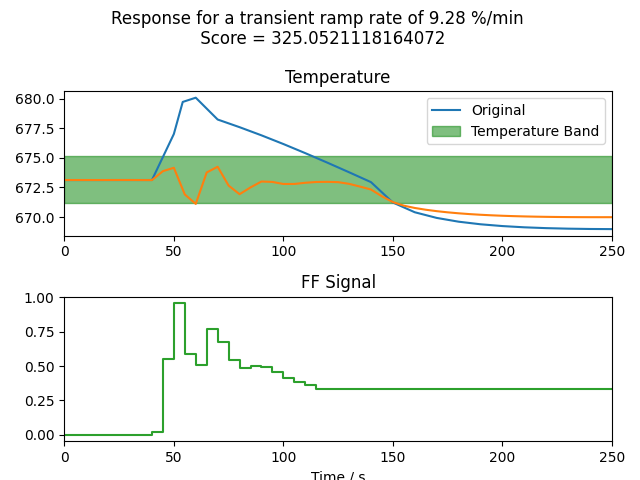 Response for a transient ramp rate of 9.28 %/min
Score = 325.0521118164072
Temperature
680.0
677.5
675.0
672.5
670.0
Original
Temperature Band
0 50 100 150 200 250
FF Signal
1.00
0.75
0.50
0.25
0.00
0 50 100 150 200 250
Time / s